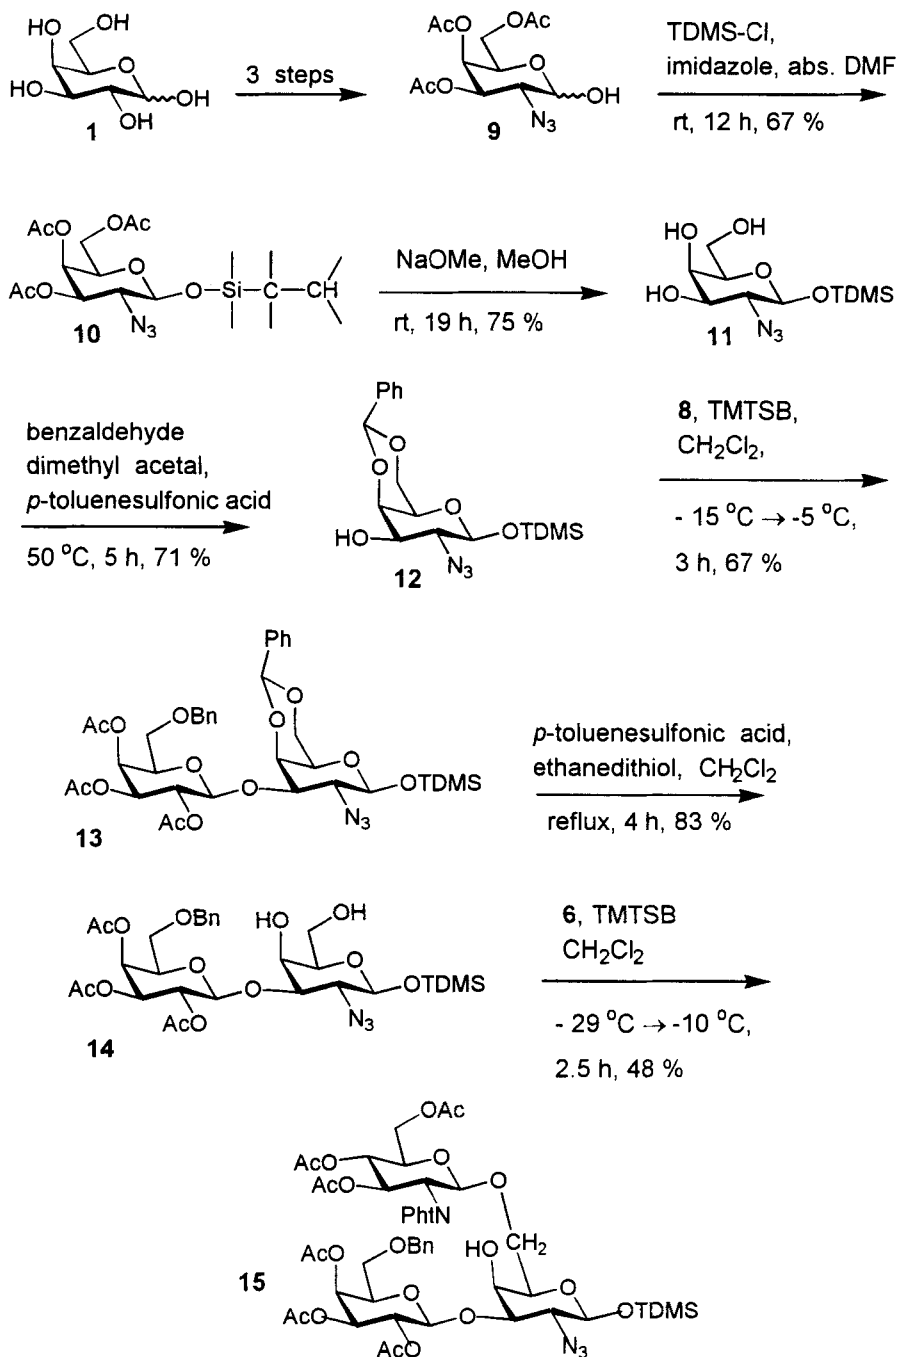 HO OH
O
HO OH
OH
1
3 steps
AcO OAc
O
AcO OH
N3
9
TDMS-Cl,
imidazole, abs. DMF
rt, 12 h, 67 %
AcO OAc
O
AcO O Si C CH
N3
10
NaOMe, MeOH
rt, 19 h, 75 %
HO OH
O
HO OTDMS
N3
11
benzaldehyde
dimethyl acetal,
p-toluenesulfonic acid
50 °C, 5 h, 71 %
Ph
O
O
O
HO OTDMS
N3
12
8, TMTSB,
CH2Cl2,
- 15 °C → -5 °C,
3 h, 67 %
Ph
O
AcO OBn O
O O
AcO O OTDMS
AcO N3
13
p-toluenesulfonic acid,
ethanedithiol, CH2Cl2
reflux, 4 h, 83 %
AcO OBn HO OH
O O
AcO O OTDMS
AcO N3
14
6, TMTSB
CH2Cl2
- 29 °C → -10 °C,
2.5 h, 48 %
OAc
AcO O
AcO O
PhtN
AcO OBn HO CH2
15
O O
AcO O OTDMS
AcO N3